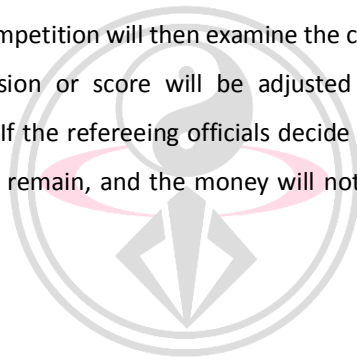 mpetition will then examine the c
sion or score will be adjusted
If the refereeing officials decide
remain, and the money will not